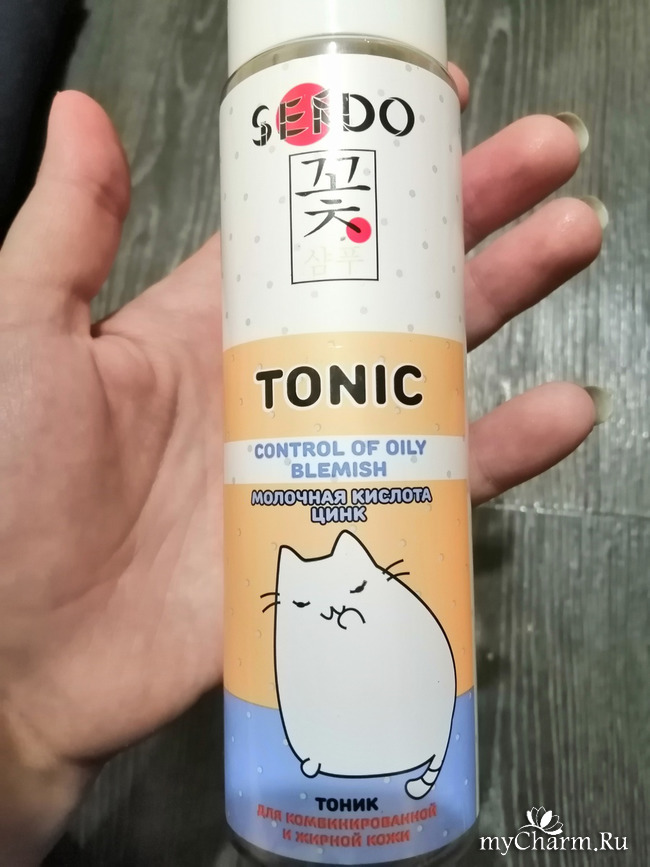 SENDO
꽃
샴푸
TONIC
CONTROL OF OILY
BLEMISH
МОЛОЧНАЯ КИСЛОТА
ЦИНК
ТОНИК
ДЛЯ КОМБИНИРОВАННОЙ
И ЖИРНОЙ КОЖИ
myCharm.Ru